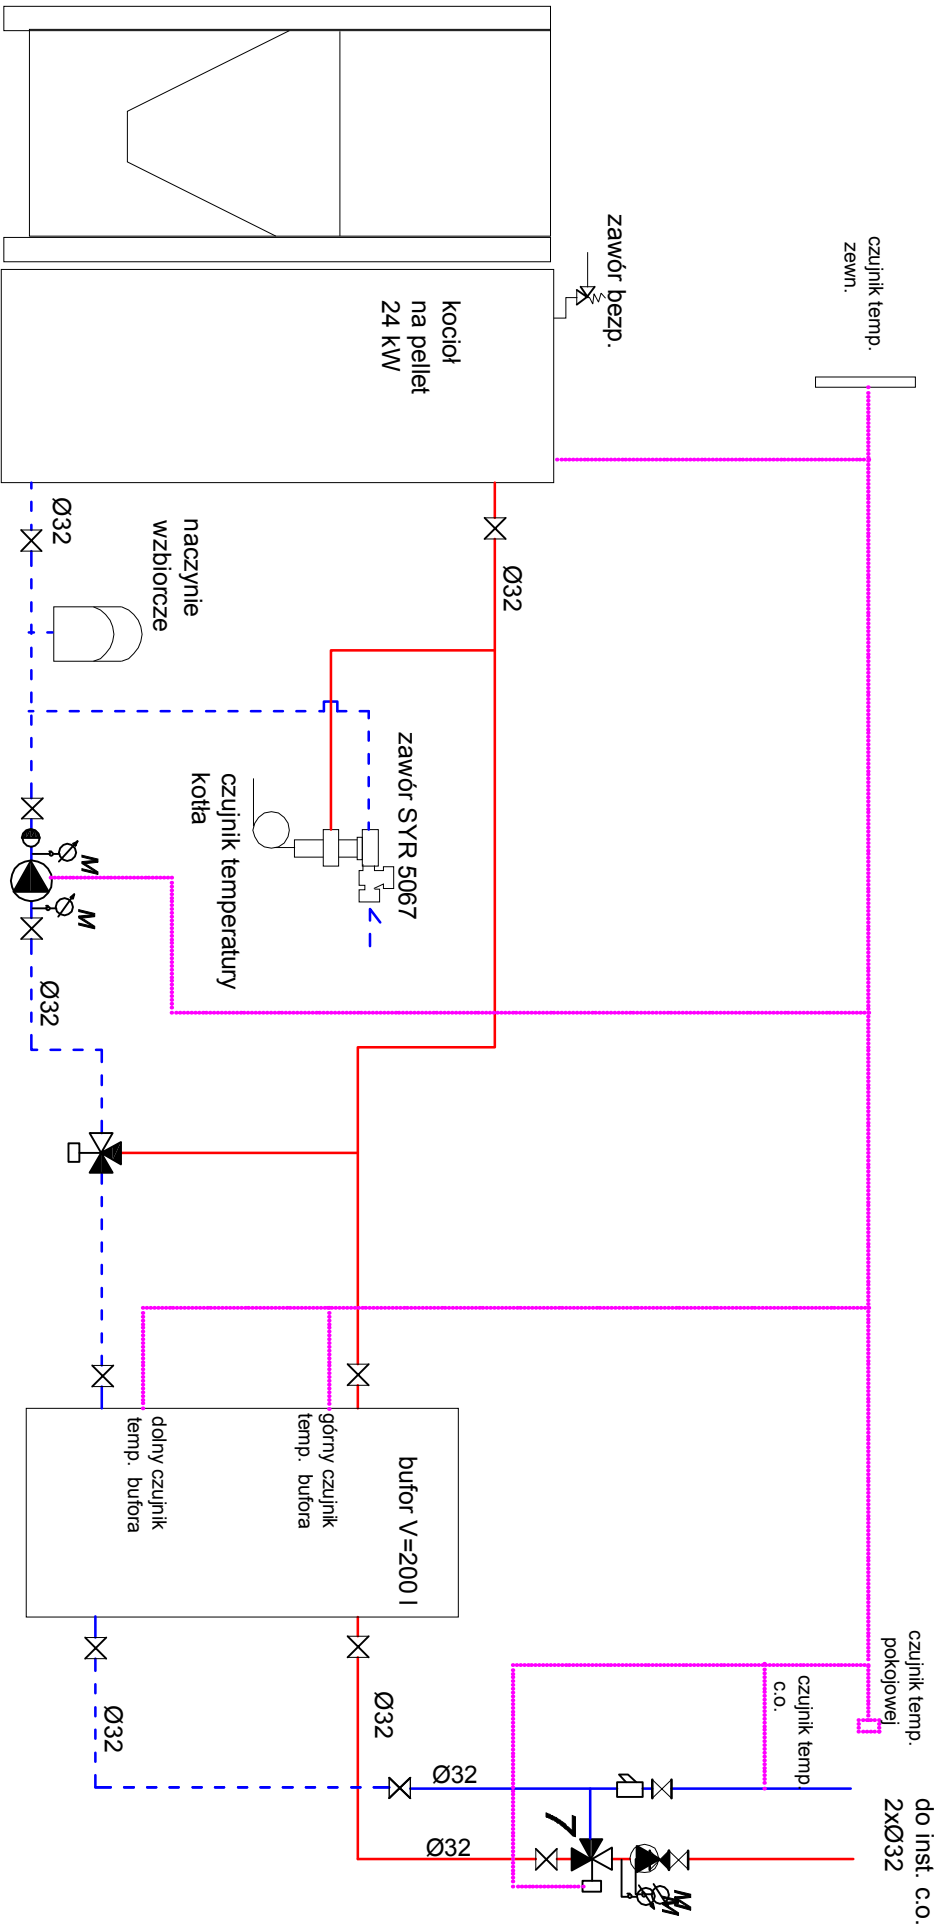 zawór bezp.
czujnik temp.
zewn.
kocioł
na pellet
24 kW
Ø32
naczynie
wzbiorcze
Ø32
zawór SYR 5067
czujnik temperatury
kotła
M
M
Ø32
bufor V=200 l
górny czujnik
temp. bufora
dolny czujnik
temp. bufora
czujnik temp.
pokojowej
czujnik temp
c.o.
Ø32
Ø32
Ø32
Ø32
7
M
M
do inst. c.o.
2xØ32